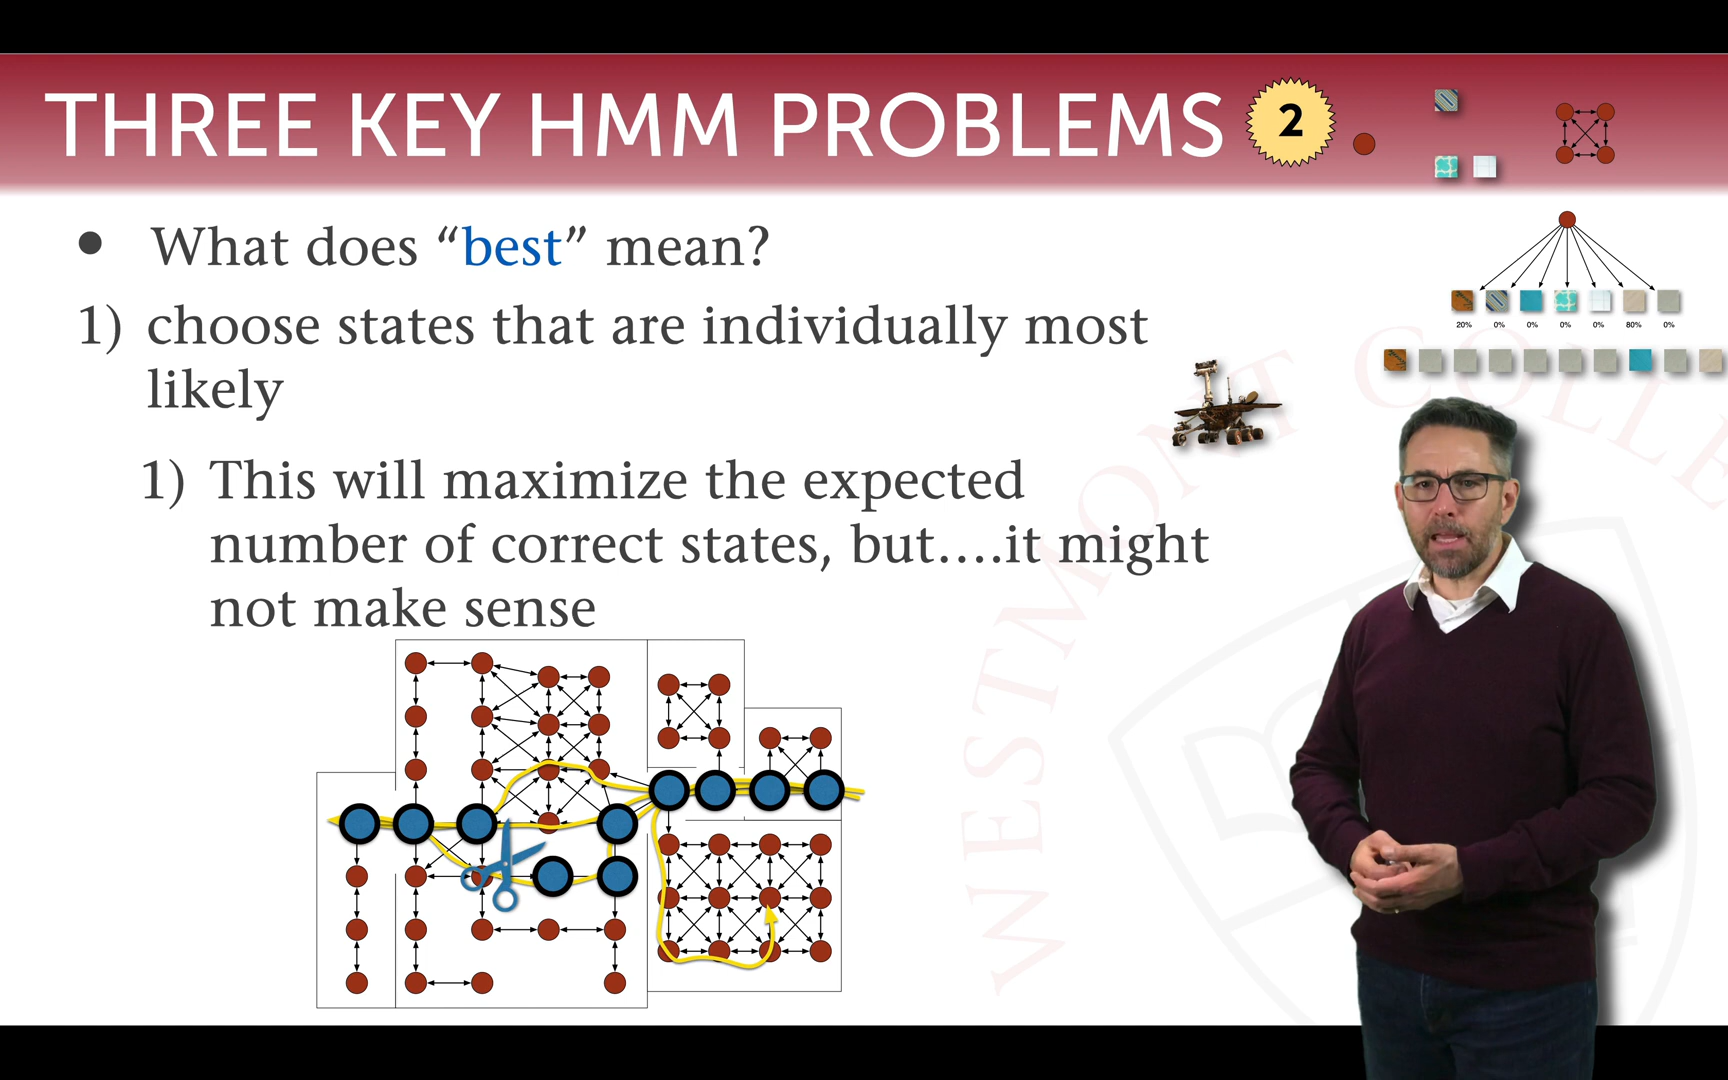 THREE KEY HMM PROBLEMS 2
• What does “best” mean?
1) choose states that are individually most
likely
1) This will maximize the expected
number of correct states, but....it might
not make sense
20% 0% 0% 0% 0% 80% 0%
WESTMONT COLLE